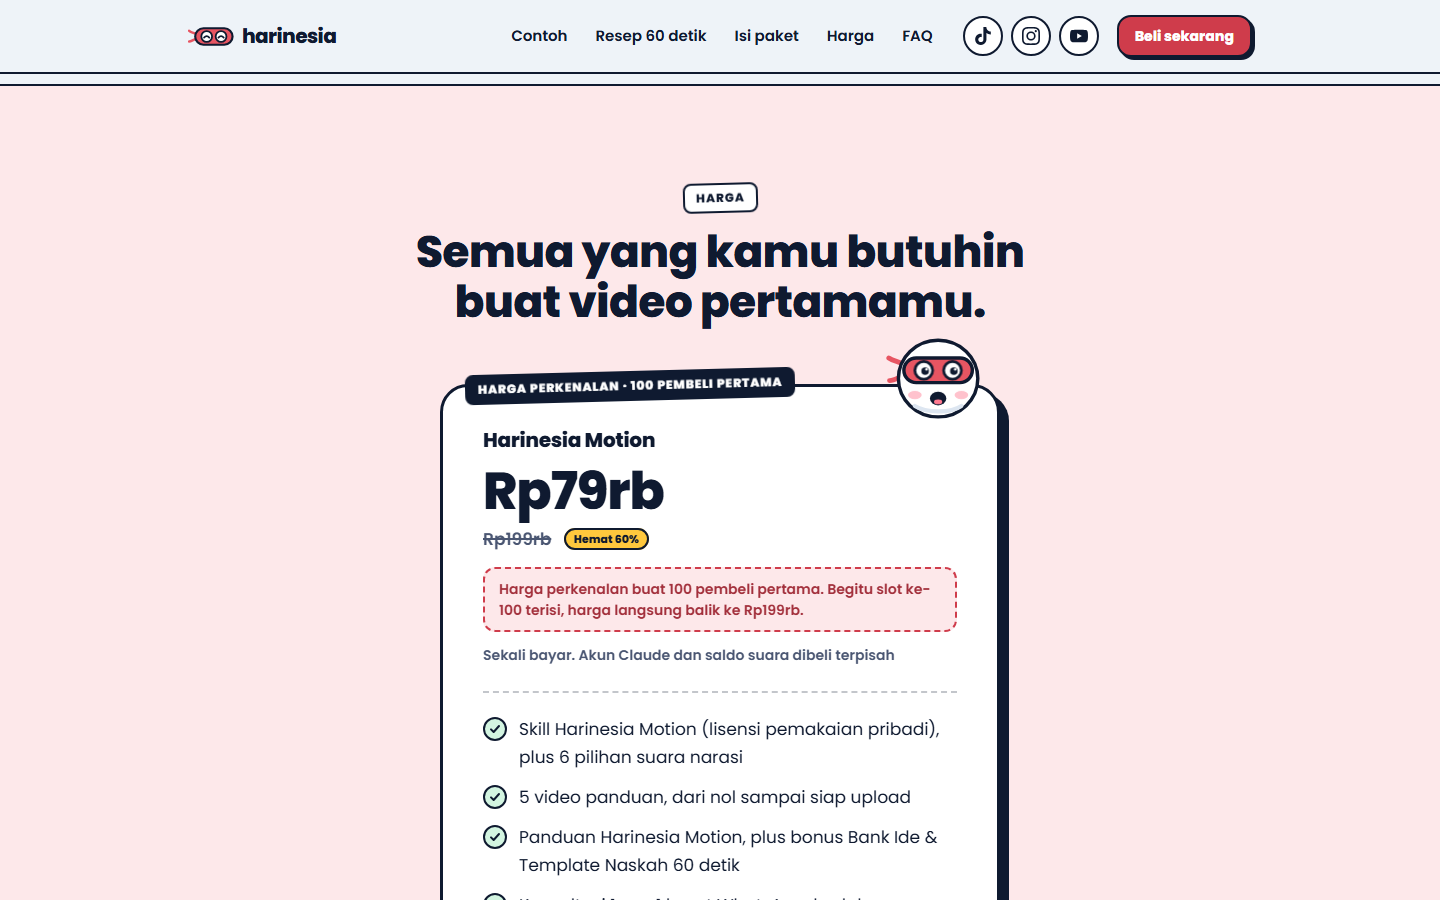 harinesia
Contoh
Resep 60 detik
Isi paket
Harga
FAQ
Beli sekarang
HARGA
Semua yang kamu butuhin
buat video pertamamu.
HARGA PERKENALAN · 100 PEMBELI PERTAMA
Harinesia Motion
Rp79rb
Rp199rb
Hemat 60%
Harga perkenalan buat 100 pembeli pertama. Begitu slot ke-
100 terisi, harga langsung balik ke Rp199rb.
Sekali bayar. Akun Claude dan saldo suara dibeli terpisah
Skill Harinesia Motion (lisensi pemakaian pribadi),
plus 6 pilihan suara narasi
5 video panduan, dari nol sampai siap upload
Panduan Harinesia Motion, plus bonus Bank Ide &
Template Naskah 60 detik